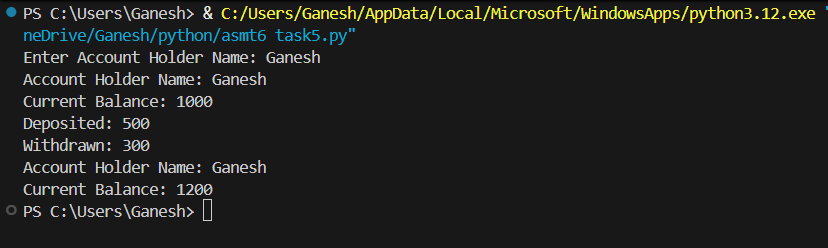 PS C:\Users\Ganesh> & C:/Users/Ganesh/AppData/Local/Microsoft/WindowsApps/python3.12.exe "
neDrive/Ganesh/python/asmt6 task5.py"
Enter Account Holder Name: Ganesh
Account Holder Name: Ganesh
Current Balance: 1000
Deposited: 500
Withdrawn: 300
Account Holder Name: Ganesh
Current Balance: 1200
PS C:\Users\Ganesh>